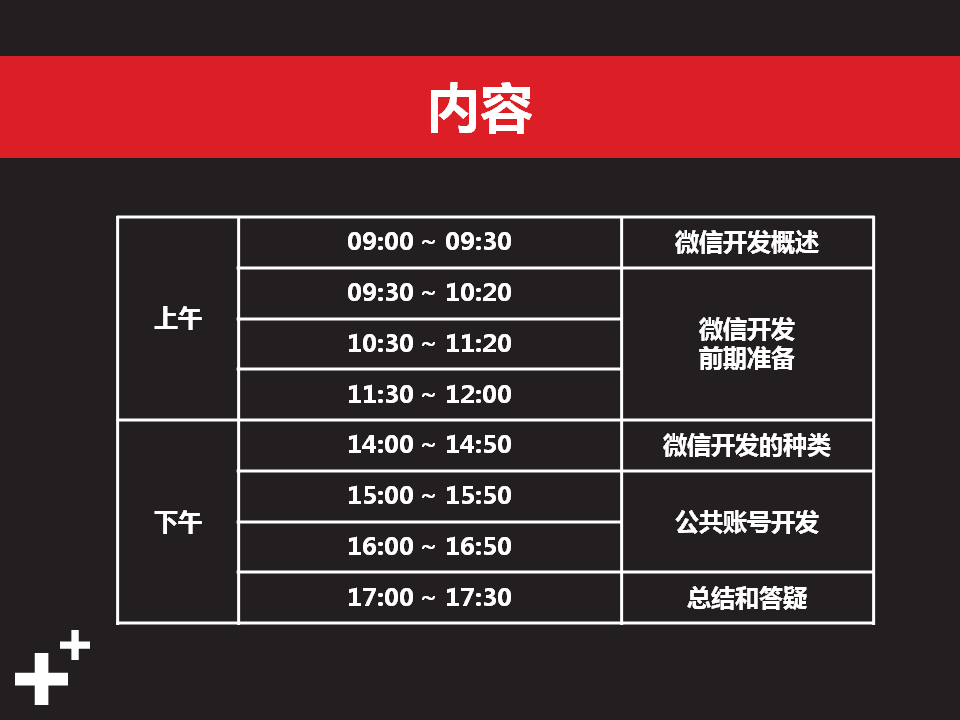 内容
上午
09:00 ~ 09:30
微信开发概述
09:30 ~ 10:20
微信开发
前期准备
10:30 ~ 11:20
11:30 ~ 12:00
下午
14:00 ~ 14:50
微信开发的种类
15:00 ~ 15:50
公共账号开发
16:00 ~ 16:50
17:00 ~ 17:30
总结和答疑